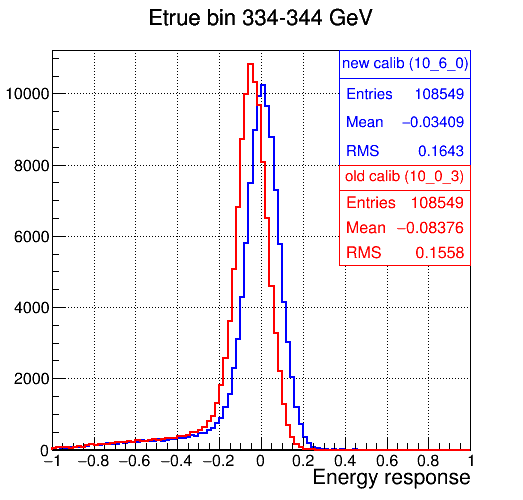 Etrue bin 334-344 GeV
new calib (10_6_0)
Entries 108549
Mean −0.03409
RMS 0.1643
old calib (10_0_3)
Entries 108549
Mean −0.08376
RMS 0.1558
10000
8000
6000
4000
2000
0
−1 −0.8 −0.6 −0.4 −0.2 0 0.2 0.4 0.6 0.8 1
Energy response